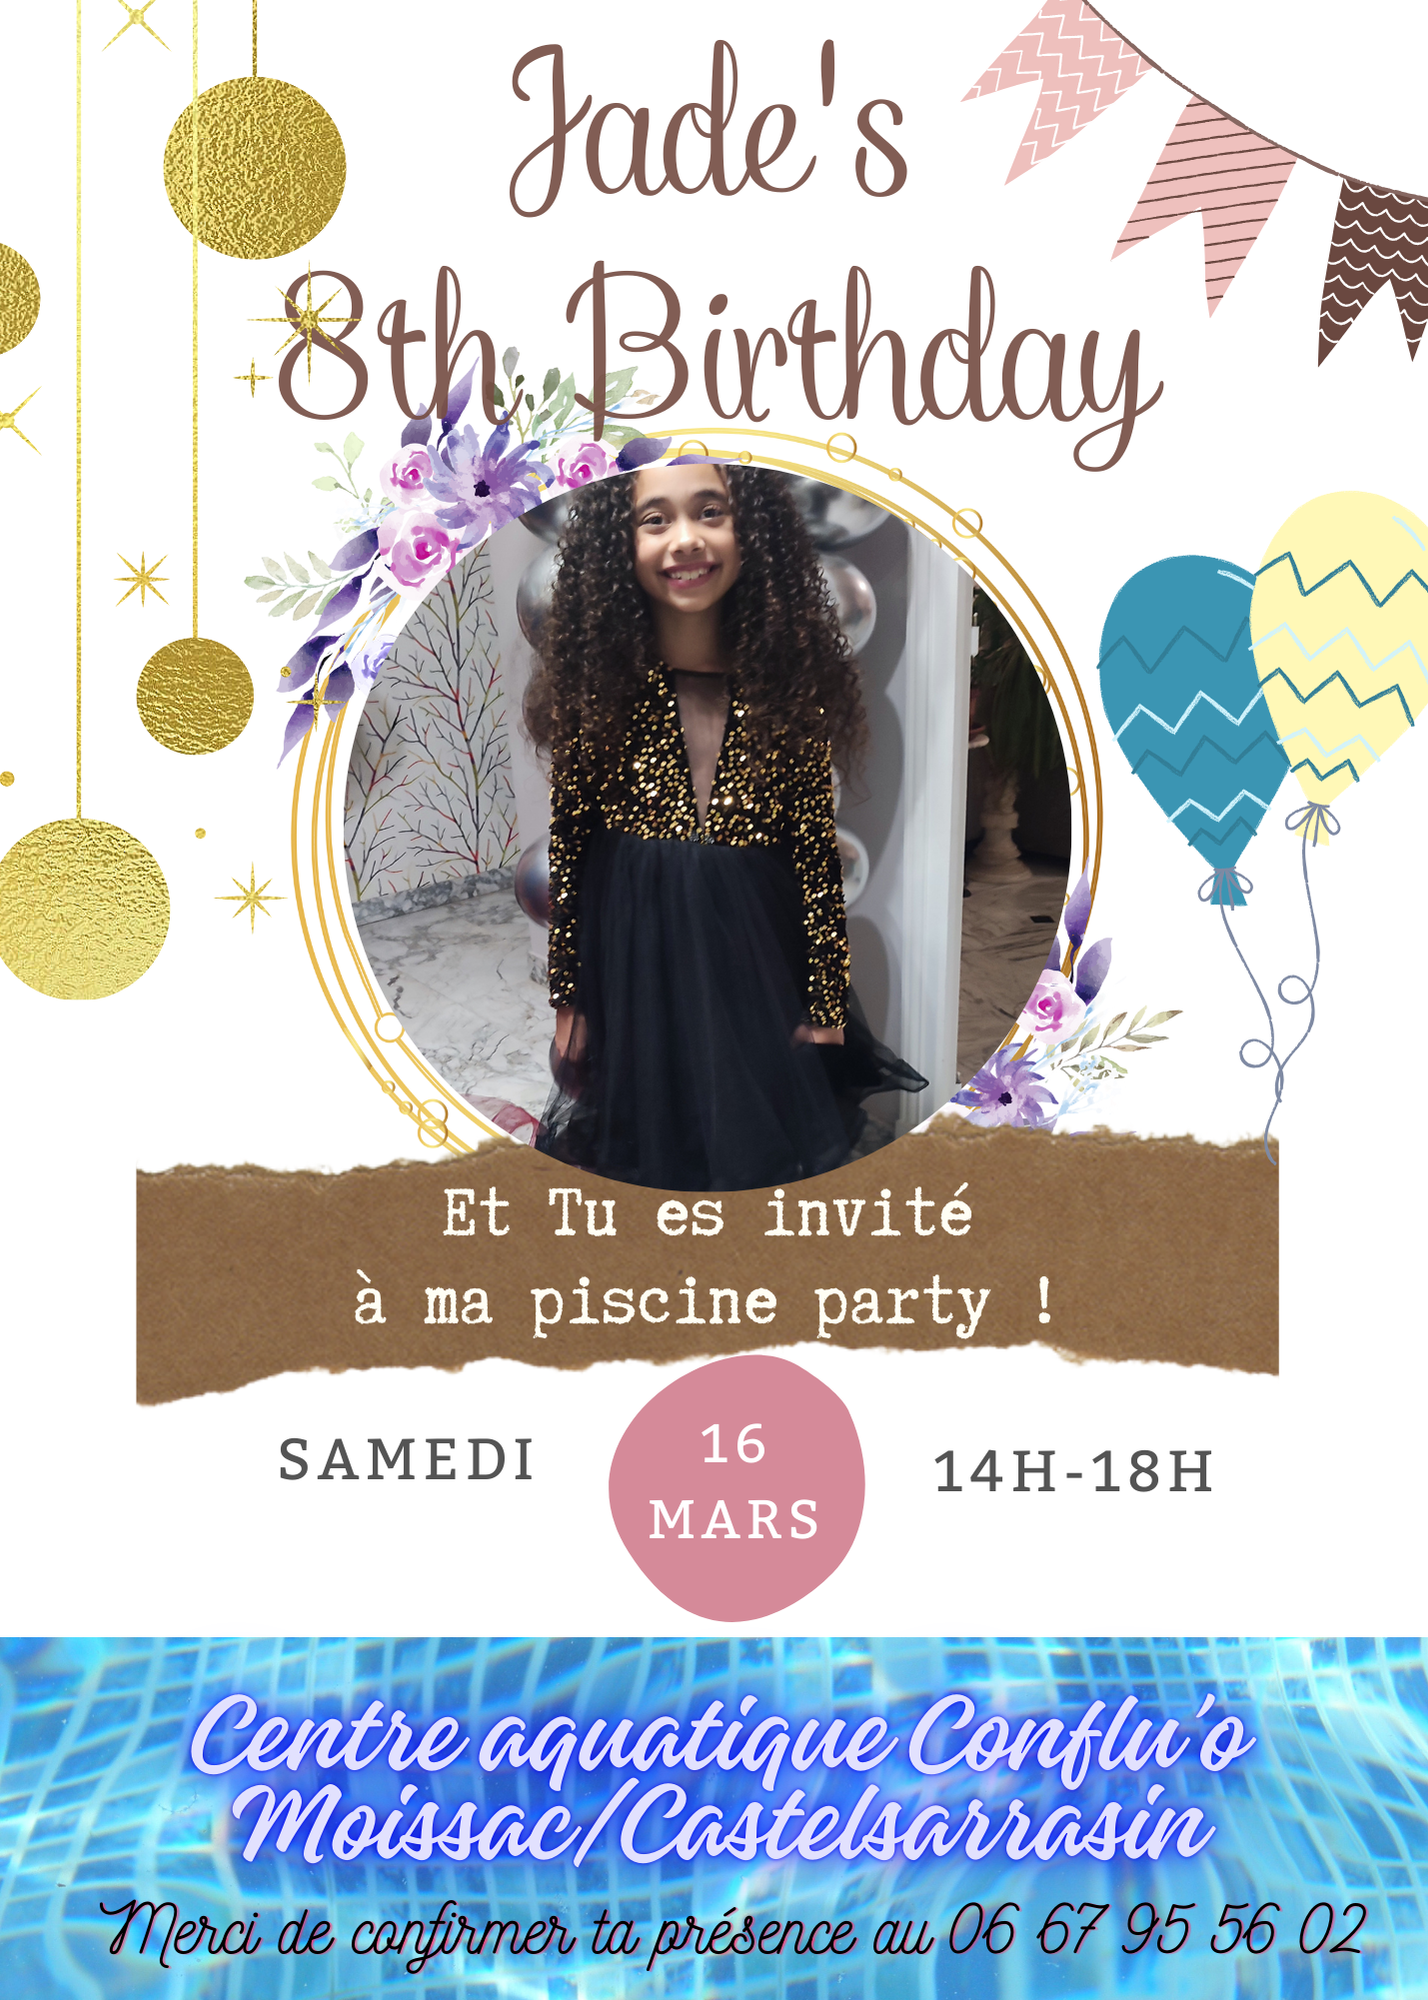 Jade's
8th Birthday
Et Tu es invité
à ma piscine party !
SAMEDI
16
MARS
14H-18H
Centre aquatique Conflu'o
Moissac/Castelsarrasin
Merci de confirmer ta présence au 06 67 95 56 02